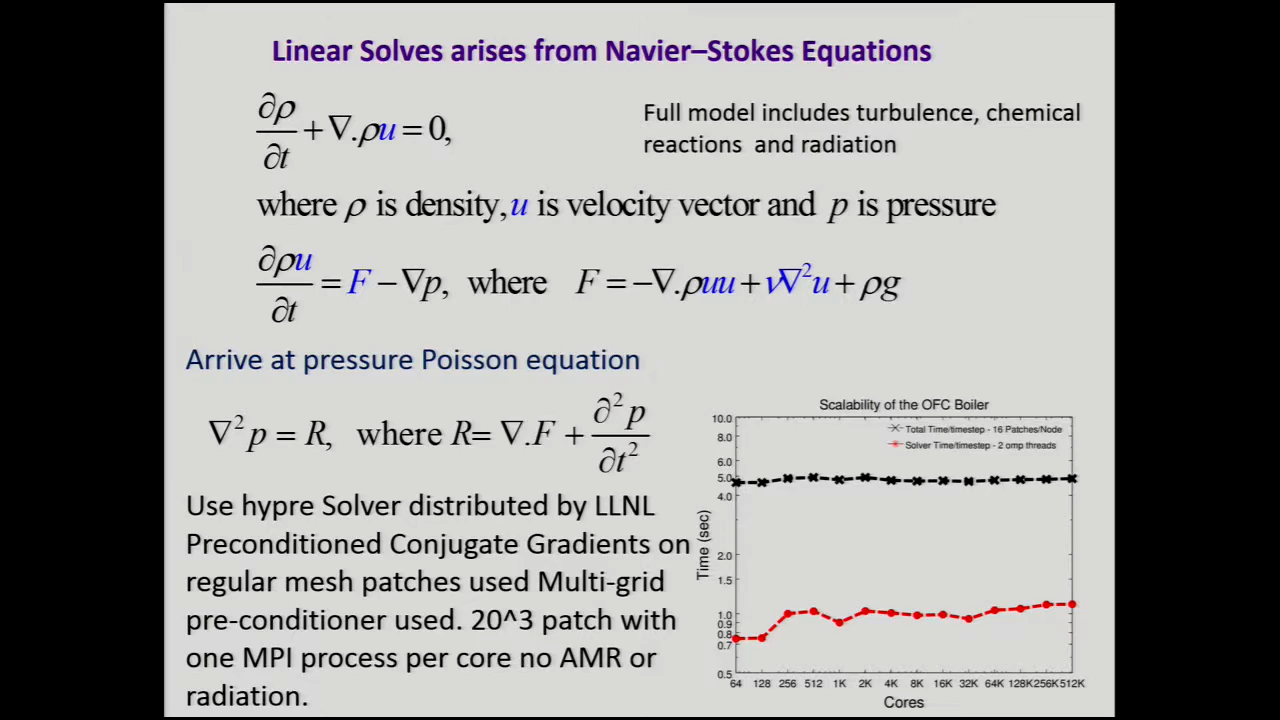 Linear Solves arises from Navier–Stokes Equations
∂ρ/∂t + ∇.ρu = 0,
Full model includes turbulence, chemical
reactions and radiation
where ρ is density, u is velocity vector and p is pressure
∂ρu/∂t = F − ∇p, where F = −∇.ρuu + ν∇²u + ρg
Arrive at pressure Poisson equation
∇²p = R, where R= ∇.F + ∂²p/∂t²
Use hypre Solver distributed by LLNL
Preconditioned Conjugate Gradients on
regular mesh patches used Multi-grid
pre-conditioner used. 20^3 patch with
one MPI process per core no AMR or
radiation.
Scalability of the OFC Boiler
Total Time/timestep - 16 Patches/Node
Solver Time/timestep - 2 omp threads
Time (sec)
10.0
8.0
6.0
5.0
4.0
2.0
1.5
1.0
0.9
0.8
0.7
0.5
64 128 256 512 1K 2K 4K 8K 16K 32K 64K 128K 256K 512K
Cores